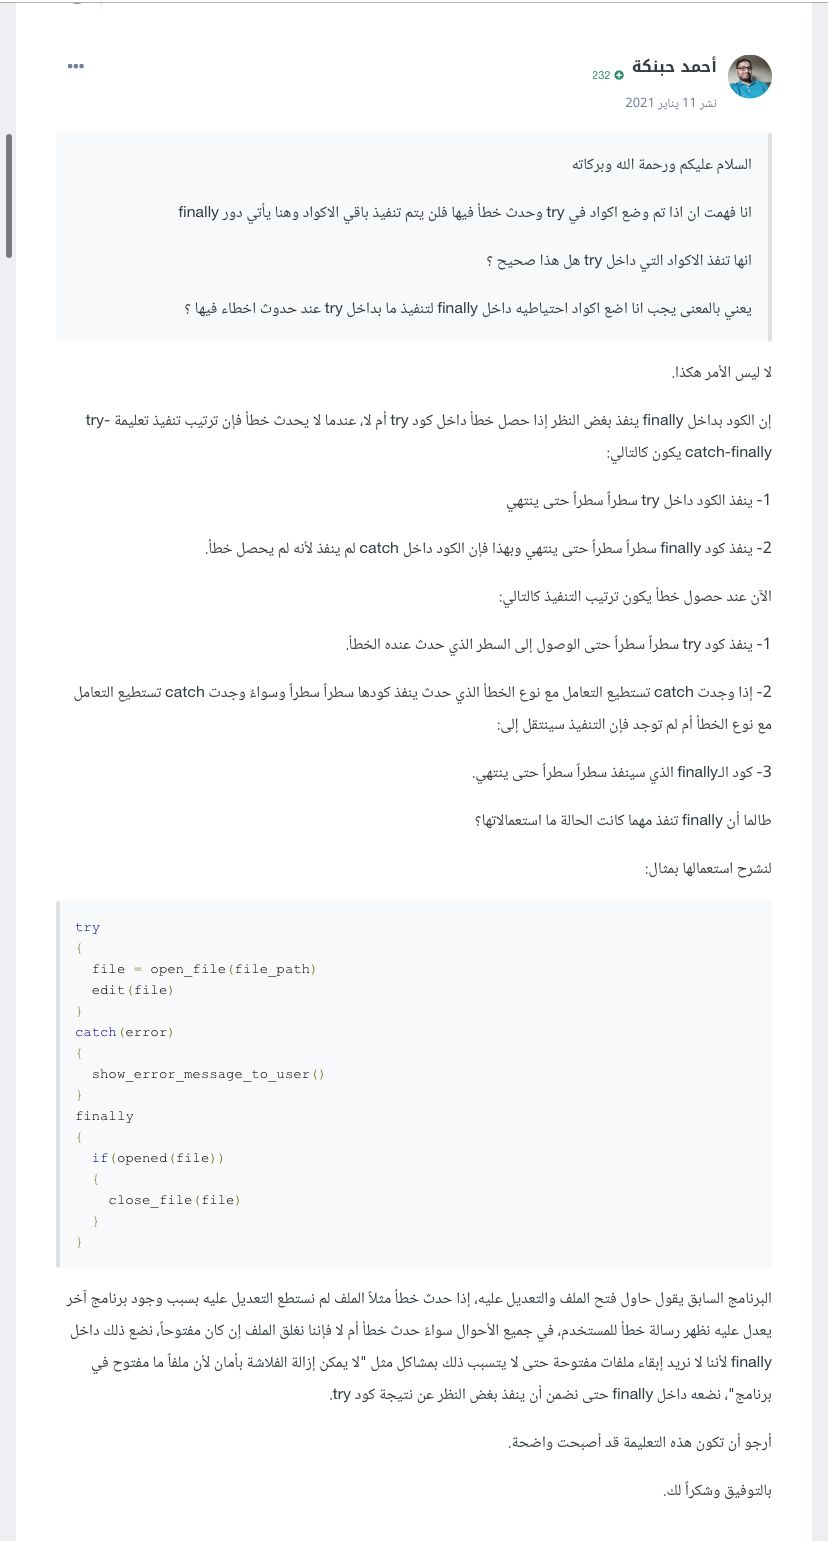 أحمد حبنكة
232
نشر 11 يناير 2021
السلام عليكم ورحمة الله وبركاته
انا فهمت ان اذا تم وضع اكواد في try وحدث خطأ فيها فلن يتم تنفيذ باقي الاكواد وهنا يأتي دور finally
انها تنفذ الاكواد التي داخل try هل هذا صحيح ؟
يعني بالمعنى يجب انا اضع اكواد احتياطيه داخل finally لتنفيذ ما بداخل try عند حدوث اخطاء فيها ؟
لا ليس الأمر هكذا.
إن الكود بداخل finally ينفذ بغض النظر إذا حصل خطأ داخل كود try أم لا، عندما لا يحدث خطأ فإن ترتيب تنفيذ تعليمة try-
catch-finally يكون كالتالي:
1- ينفذ الكود داخل try سطراً سطراً حتى ينتهي
2- ينفذ كود finally سطراً سطراً حتى ينتهي وبهذا فإن الكود داخل catch لم ينفذ لأنه لم يحصل خطأ.
الآن عند حصول خطأ يكون ترتيب التنفيذ كالتالي:
1- ينفذ كود try سطراً سطراً حتى الوصول إلى السطر الذي حدث عنده الخطأ.
2- إذا وجدت catch تستطيع التعامل مع نوع الخطأ الذي حدث ينفذ كودها سطراً سطراً وسواءً وجدت catch تستطيع التعامل
مع نوع الخطأ أم لم توجد فإن التنفيذ سينتقل إلى:
3- كود الـfinally الذي سينفذ سطراً سطراً حتى ينتهي.
طالما أن finally تنفذ مهما كانت الحالة ما استعمالاتها؟
لنشرح استعمالها بمثال:
try
{
file = open_file(file_path)
edit(file)
}
catch(error)
{
show_error_message_to_user()
}
finally
{
if(opened(file))
{
close_file(file)
}
}
البرنامج السابق يقول حاول فتح الملف والتعديل عليه، إذا حدث خطأ مثلاً الملف لم نستطع التعديل عليه بسبب وجود برنامج آخر
يعدل عليه نظهر رسالة خطأ للمستخدم، في جميع الأحوال سواءً حدث خطأ أم لا فإننا نغلق الملف إن كان مفتوحاً، نضع ذلك داخل
finally لأننا لا نريد إبقاء ملفات مفتوحة حتى لا يتسبب ذلك بمشاكل مثل "لا يمكن إزالة الفلاشة بأمان لأن ملفاً ما مفتوح في
برنامج"، نضعه داخل finally حتى نضمن أن ينفذ بغض النظر عن نتيجة كود try.
أرجو أن تكون هذه التعليمة قد أصبحت واضحة.
بالتوفيق وشكراً لك.